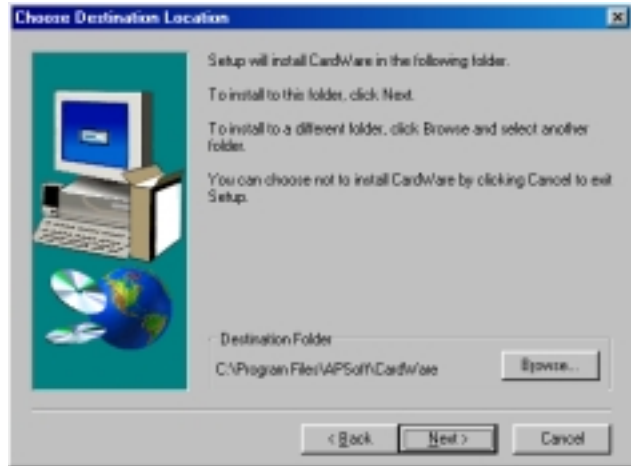 Choose Destination Location
Setup will install CardWare in the following folder.
To install to this folder, click Next.
To install to a different folder, click Browse and select another
folder.
You can choose not to install CardWare by clicking Cancel to exit
Setup.
Destination Folder
C:\Program Files\APSoft\CardWare
Browse...
< Back
Next >
Cancel